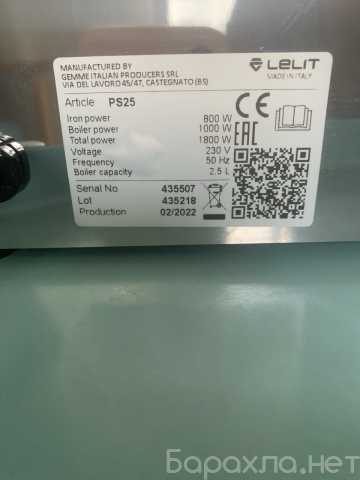 MANUFACTURED BY
GEMME ITALIAN PRODUCERS SRL
VIA DEL LAVORO 45/47, CASTEGNATO (BS)
LELIT
MADE IN ITALY
Article PS25
Iron power 800 W
Boiler power 1000 W
Total power 1800 W
Voltage 230 V
Frequency 50 Hz
Boiler capacity 2.5 L
CE
EAC
Serial No 435507
Lot 435218
Production 02/2022
Барахла.нет